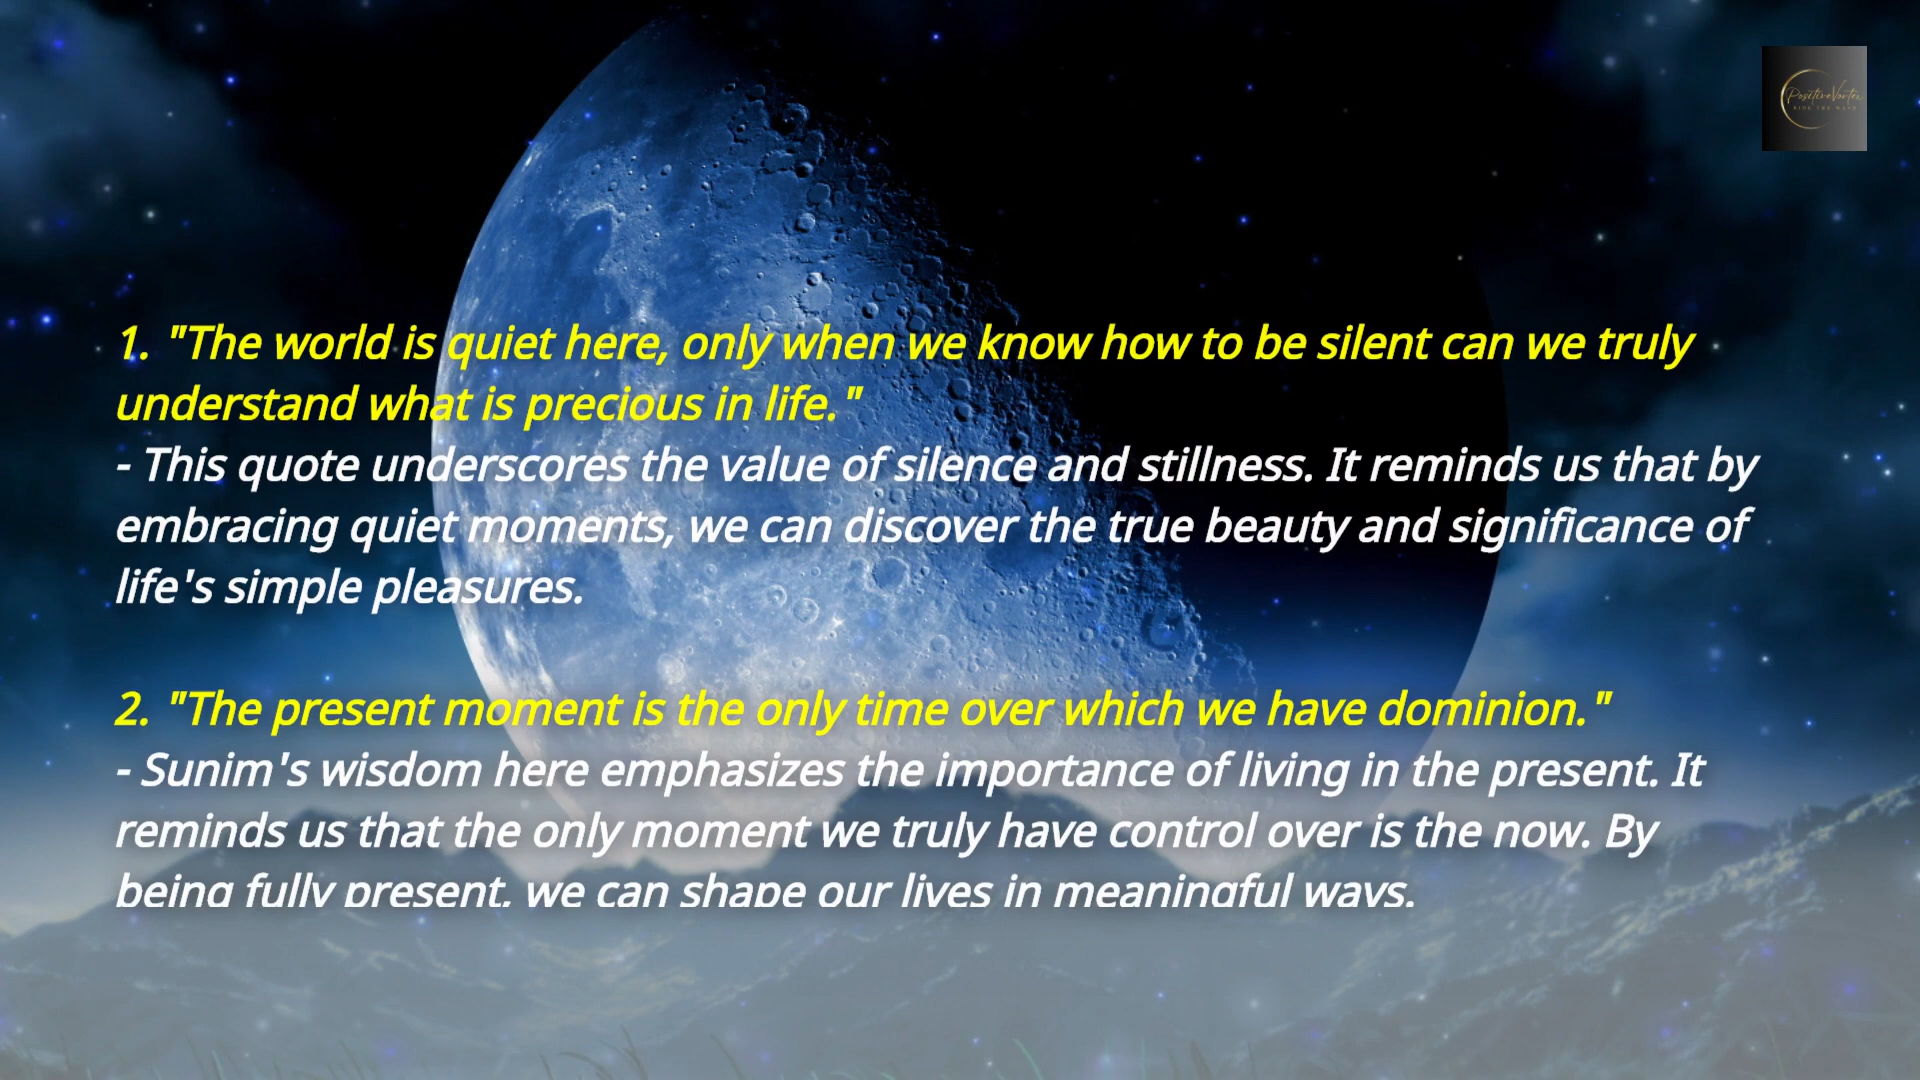 PositiveVortex
RIDE THE WAVE
1. "The world is quiet here, only when we know how to be silent can we truly
understand what is precious in life."
- This quote underscores the value of silence and stillness. It reminds us that by
embracing quiet moments, we can discover the true beauty and significance of
life's simple pleasures.
2. "The present moment is the only time over which we have dominion."
- Sunim's wisdom here emphasizes the importance of living in the present. It
reminds us that the only moment we truly have control over is the now. By
being fully present, we can shape our lives in meaningful ways.